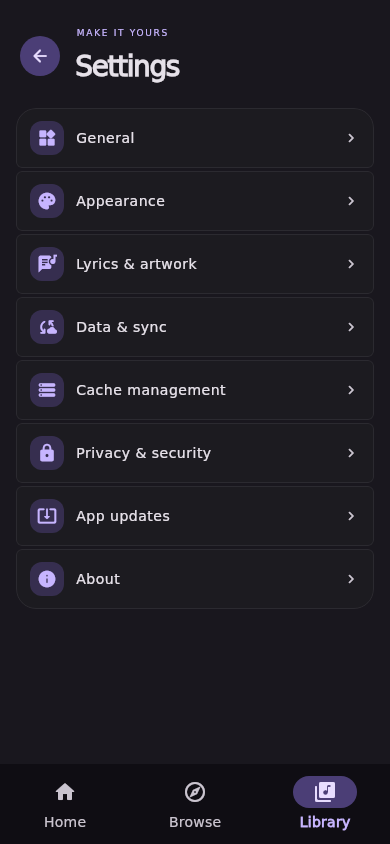 MAKE IT YOURS
Settings
General
Appearance
Lyrics & artwork
Data & sync
Cache management
Privacy & security
App updates
About
Home
Browse
Library